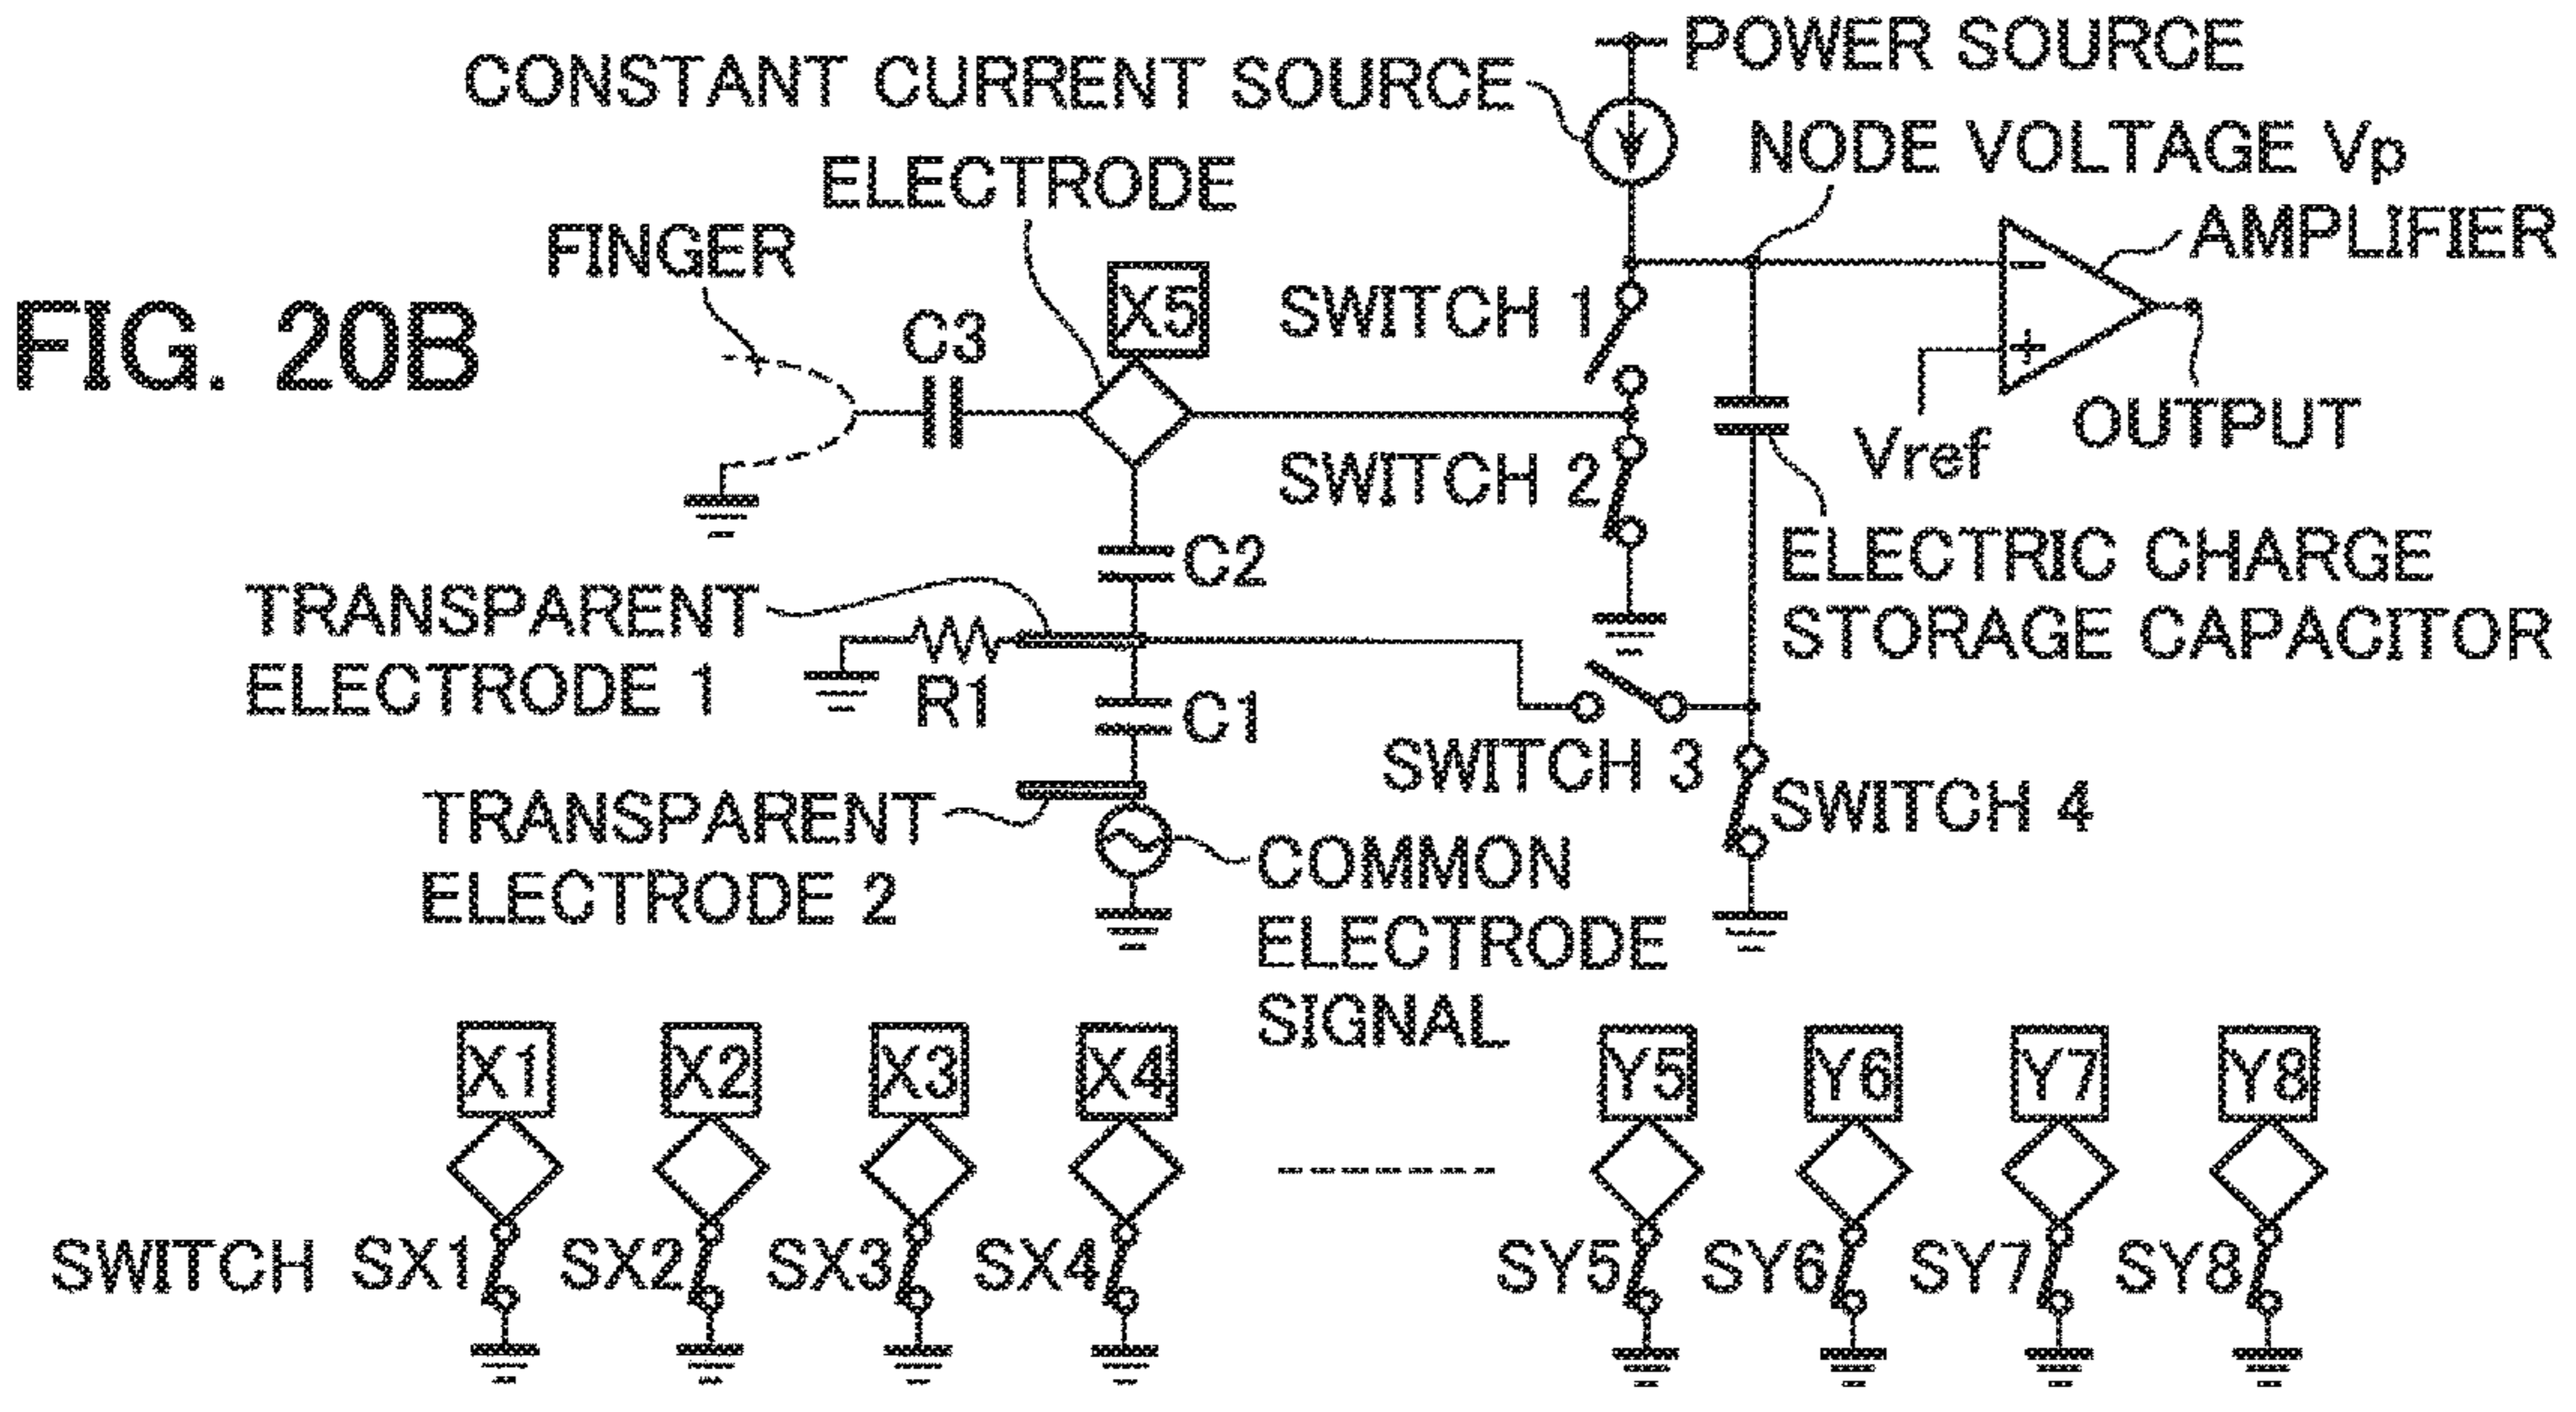 FIG. 20B
POWER SOURCE
CONSTANT CURRENT SOURCE
NODE VOLTAGE Vp
ELECTRODE
AMPLIFIER
FINGER
X5
SWITCH 1
C3
-
+
Vref
OUTPUT
SWITCH 2
C2
ELECTRIC CHARGE
STORAGE CAPACITOR
TRANSPARENT
ELECTRODE 1
R1
C1
SWITCH 3
SWITCH 4
TRANSPARENT
ELECTRODE 2
COMMON
ELECTRODE
SIGNAL
X1 X2 X3 X4 Y5 Y6 Y7 Y8
SWITCH SX1 SX2 SX3 SX4 SY5 SY6 SY7 SY8